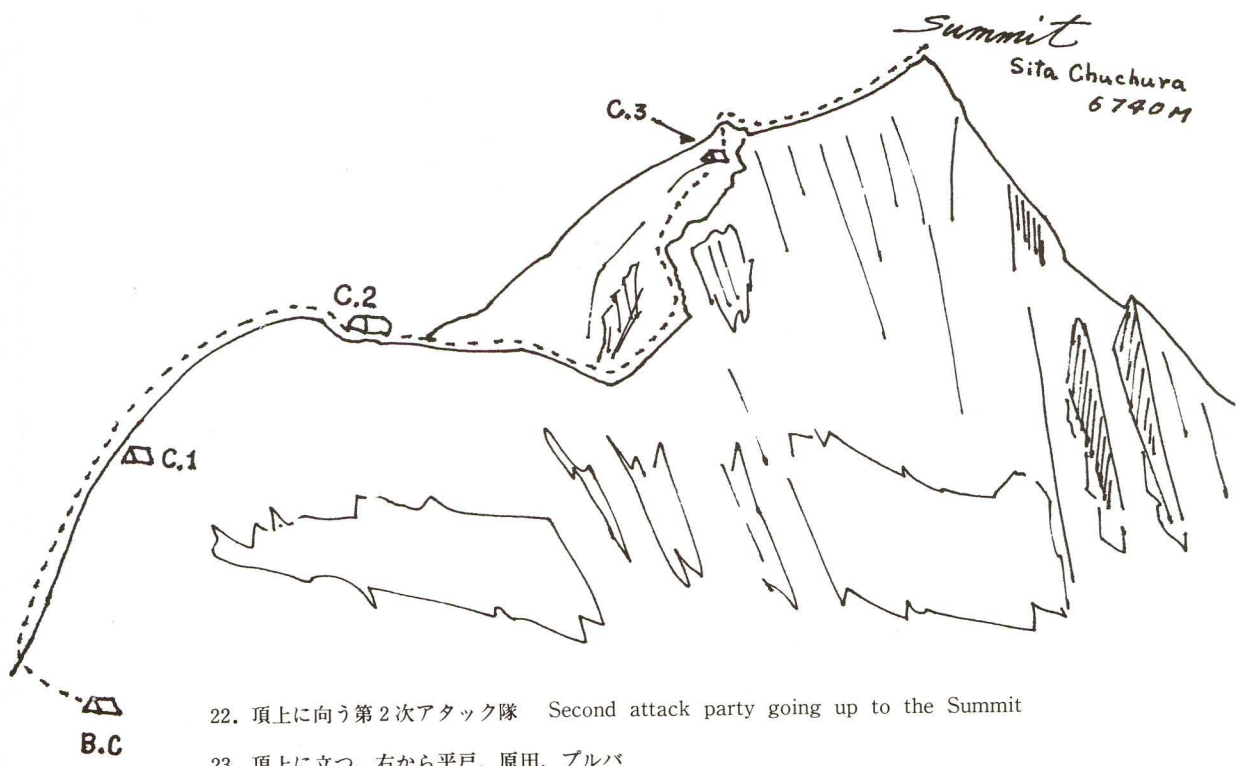 Summit
Sita Chuchura
6740M
C.3
C.2
C.1
B.C
22. 頂上に向う第2次アタック隊 Second attack party going up to the Summit
23. 頂上に立つ 右から平戸、原田、プルバ